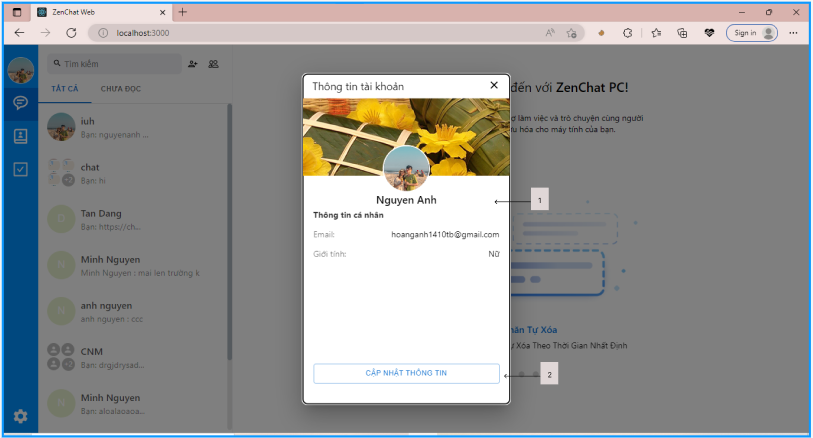 ZenChat Web
localhost:3000
Sign in
Tìm kiếm
TẤT CẢ CHƯA ĐỌC
iuh
Bạn: nguyenanh ...
chat
+2
Bạn: hi
D
Tan Dang
Bạn: https://ch...
N
Minh Nguyen
Minh Nguyen : mai len trường k
N
anh nguyen
anh nguyen : ccc
CNM
+2
Bạn: drgjdrysad...
N
Minh Nguyen
Bạn: aloalaoaoa...
Thông tin tài khoản
Nguyen Anh
Thông tin cá nhân
Email: hoanganh1410tb@gmail.com
Giới tính: Nữ
CẬP NHẬT THÔNG TIN
1
2
đến với ZenChat PC!
ợ làm việc và trò chuyện cùng người
ưu hóa cho máy tính của bạn.
hắn Tự Xóa
ự Xóa Theo Thời Gian Nhất Định